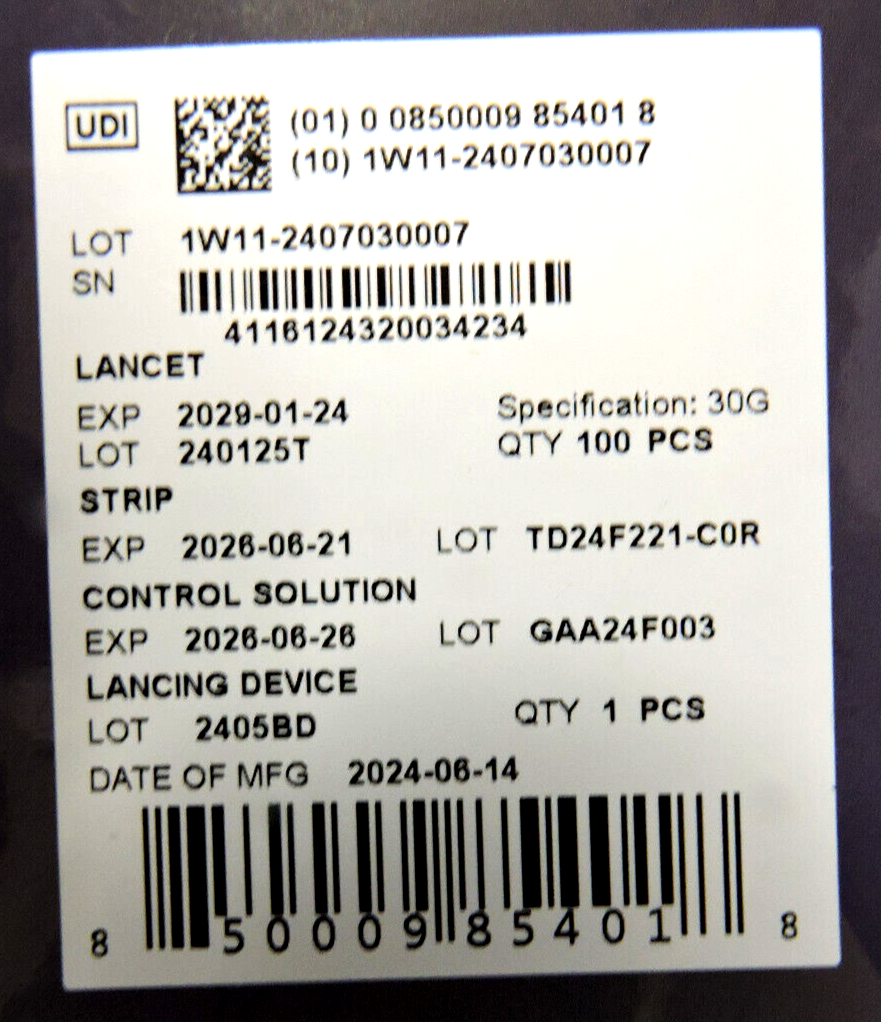 UDI
(01) 0 0850009 85401 8
(10) 1W11-2407030007
LOT 1W11-2407030007
SN
4116124320034234
LANCET
EXP 2029-01-24 Specification: 30G
LOT 240125T QTY 100 PCS
STRIP
EXP 2026-06-21 LOT TD24F221-C0R
CONTROL SOLUTION
EXP 2026-06-26 LOT GAA24F003
LANCING DEVICE
LOT 2405BD QTY 1 PCS
DATE OF MFG 2024-06-14
8 50009 85401 8